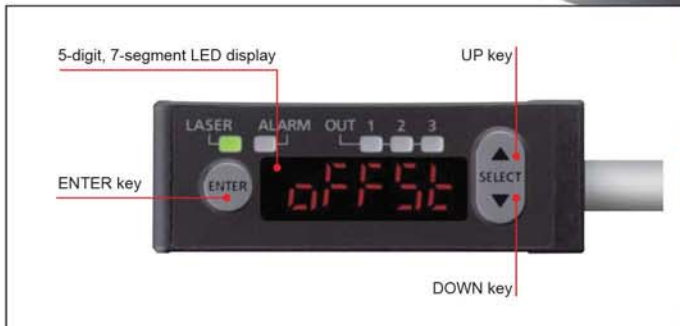 5-digit, 7-segment LED display
UP key
LASER ALARM OUT 1 2 3
ENTER key
ENTER
oFFSt
SELECT
DOWN key